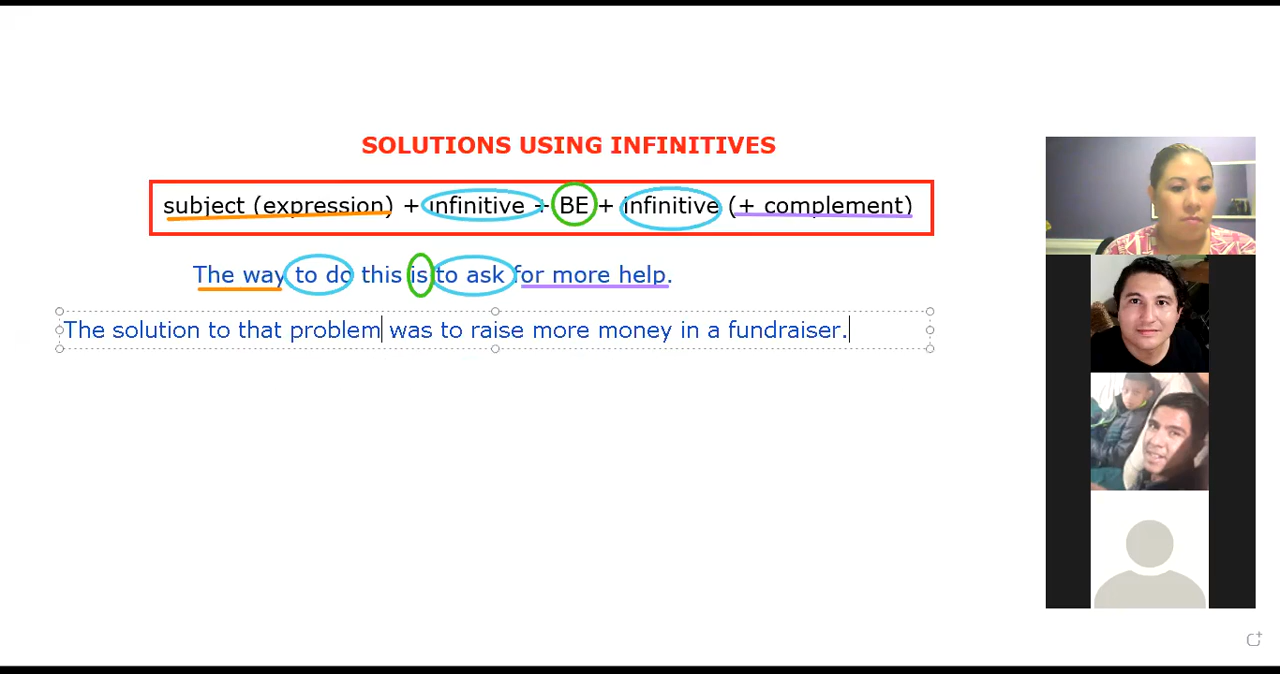 SOLUTIONS USING INFINITIVES
subject (expression) + infinitive + BE + infinitive (+ complement)
The way to do this is to ask for more help.
The solution to that problem was to raise more money in a fundraiser.